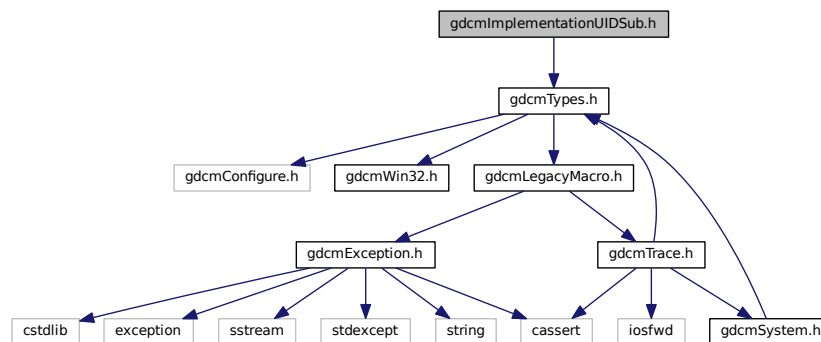 gdcmImplementationUIDSub.h
gdcmTypes.h
gdcmConfigure.h
gdcmWin32.h
gdcmLegacyMacro.h
gdcmException.h
gdcmTrace.h
cstdlib
exception
sstream
stdexcept
string
cassert
iosfwd
gdcmSystem.h